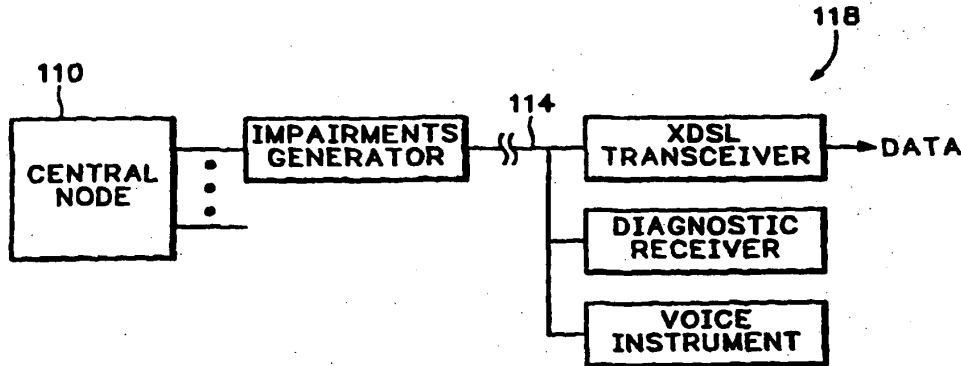 118
110
114
CENTRAL
NODE
IMPAIRMENTS
GENERATOR
XDSL
TRANSCEIVER
DATA
DIAGNOSTIC
RECEIVER
VOICE
INSTRUMENT